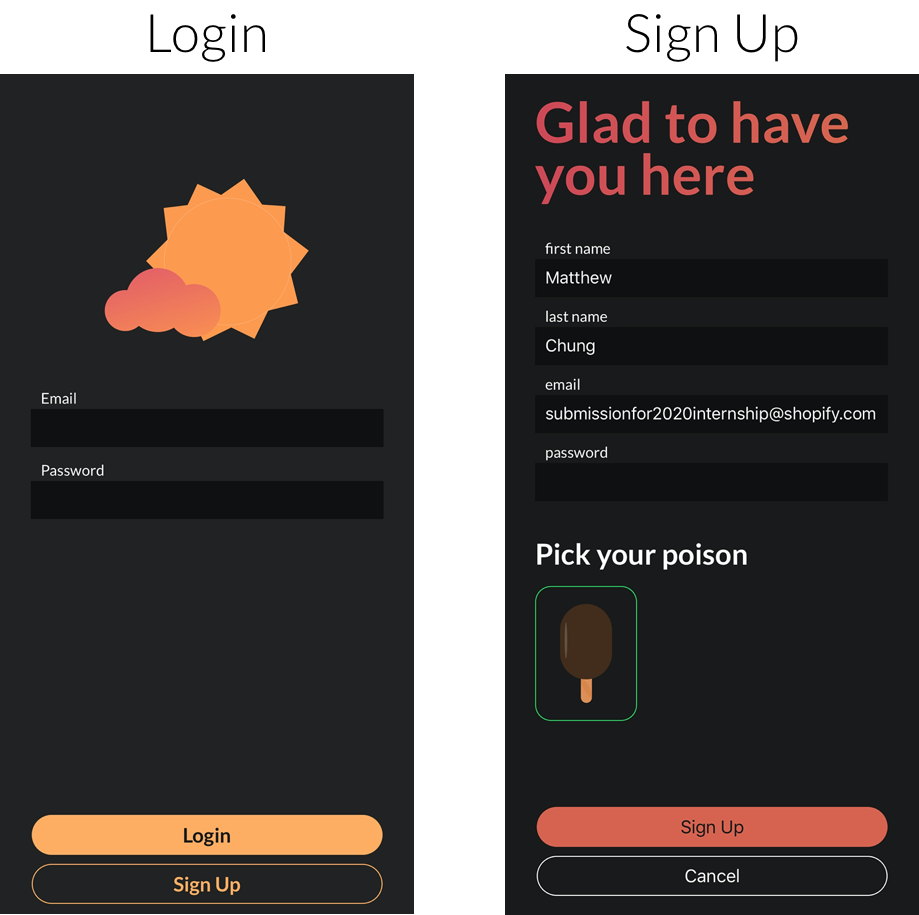 Login
Email
Password
Login
Sign Up
Sign Up
Glad to have
you here
first name
Matthew
last name
Chung
email
submissionfor2020internship@shopify.com
password
Pick your poison
Sign Up
Cancel